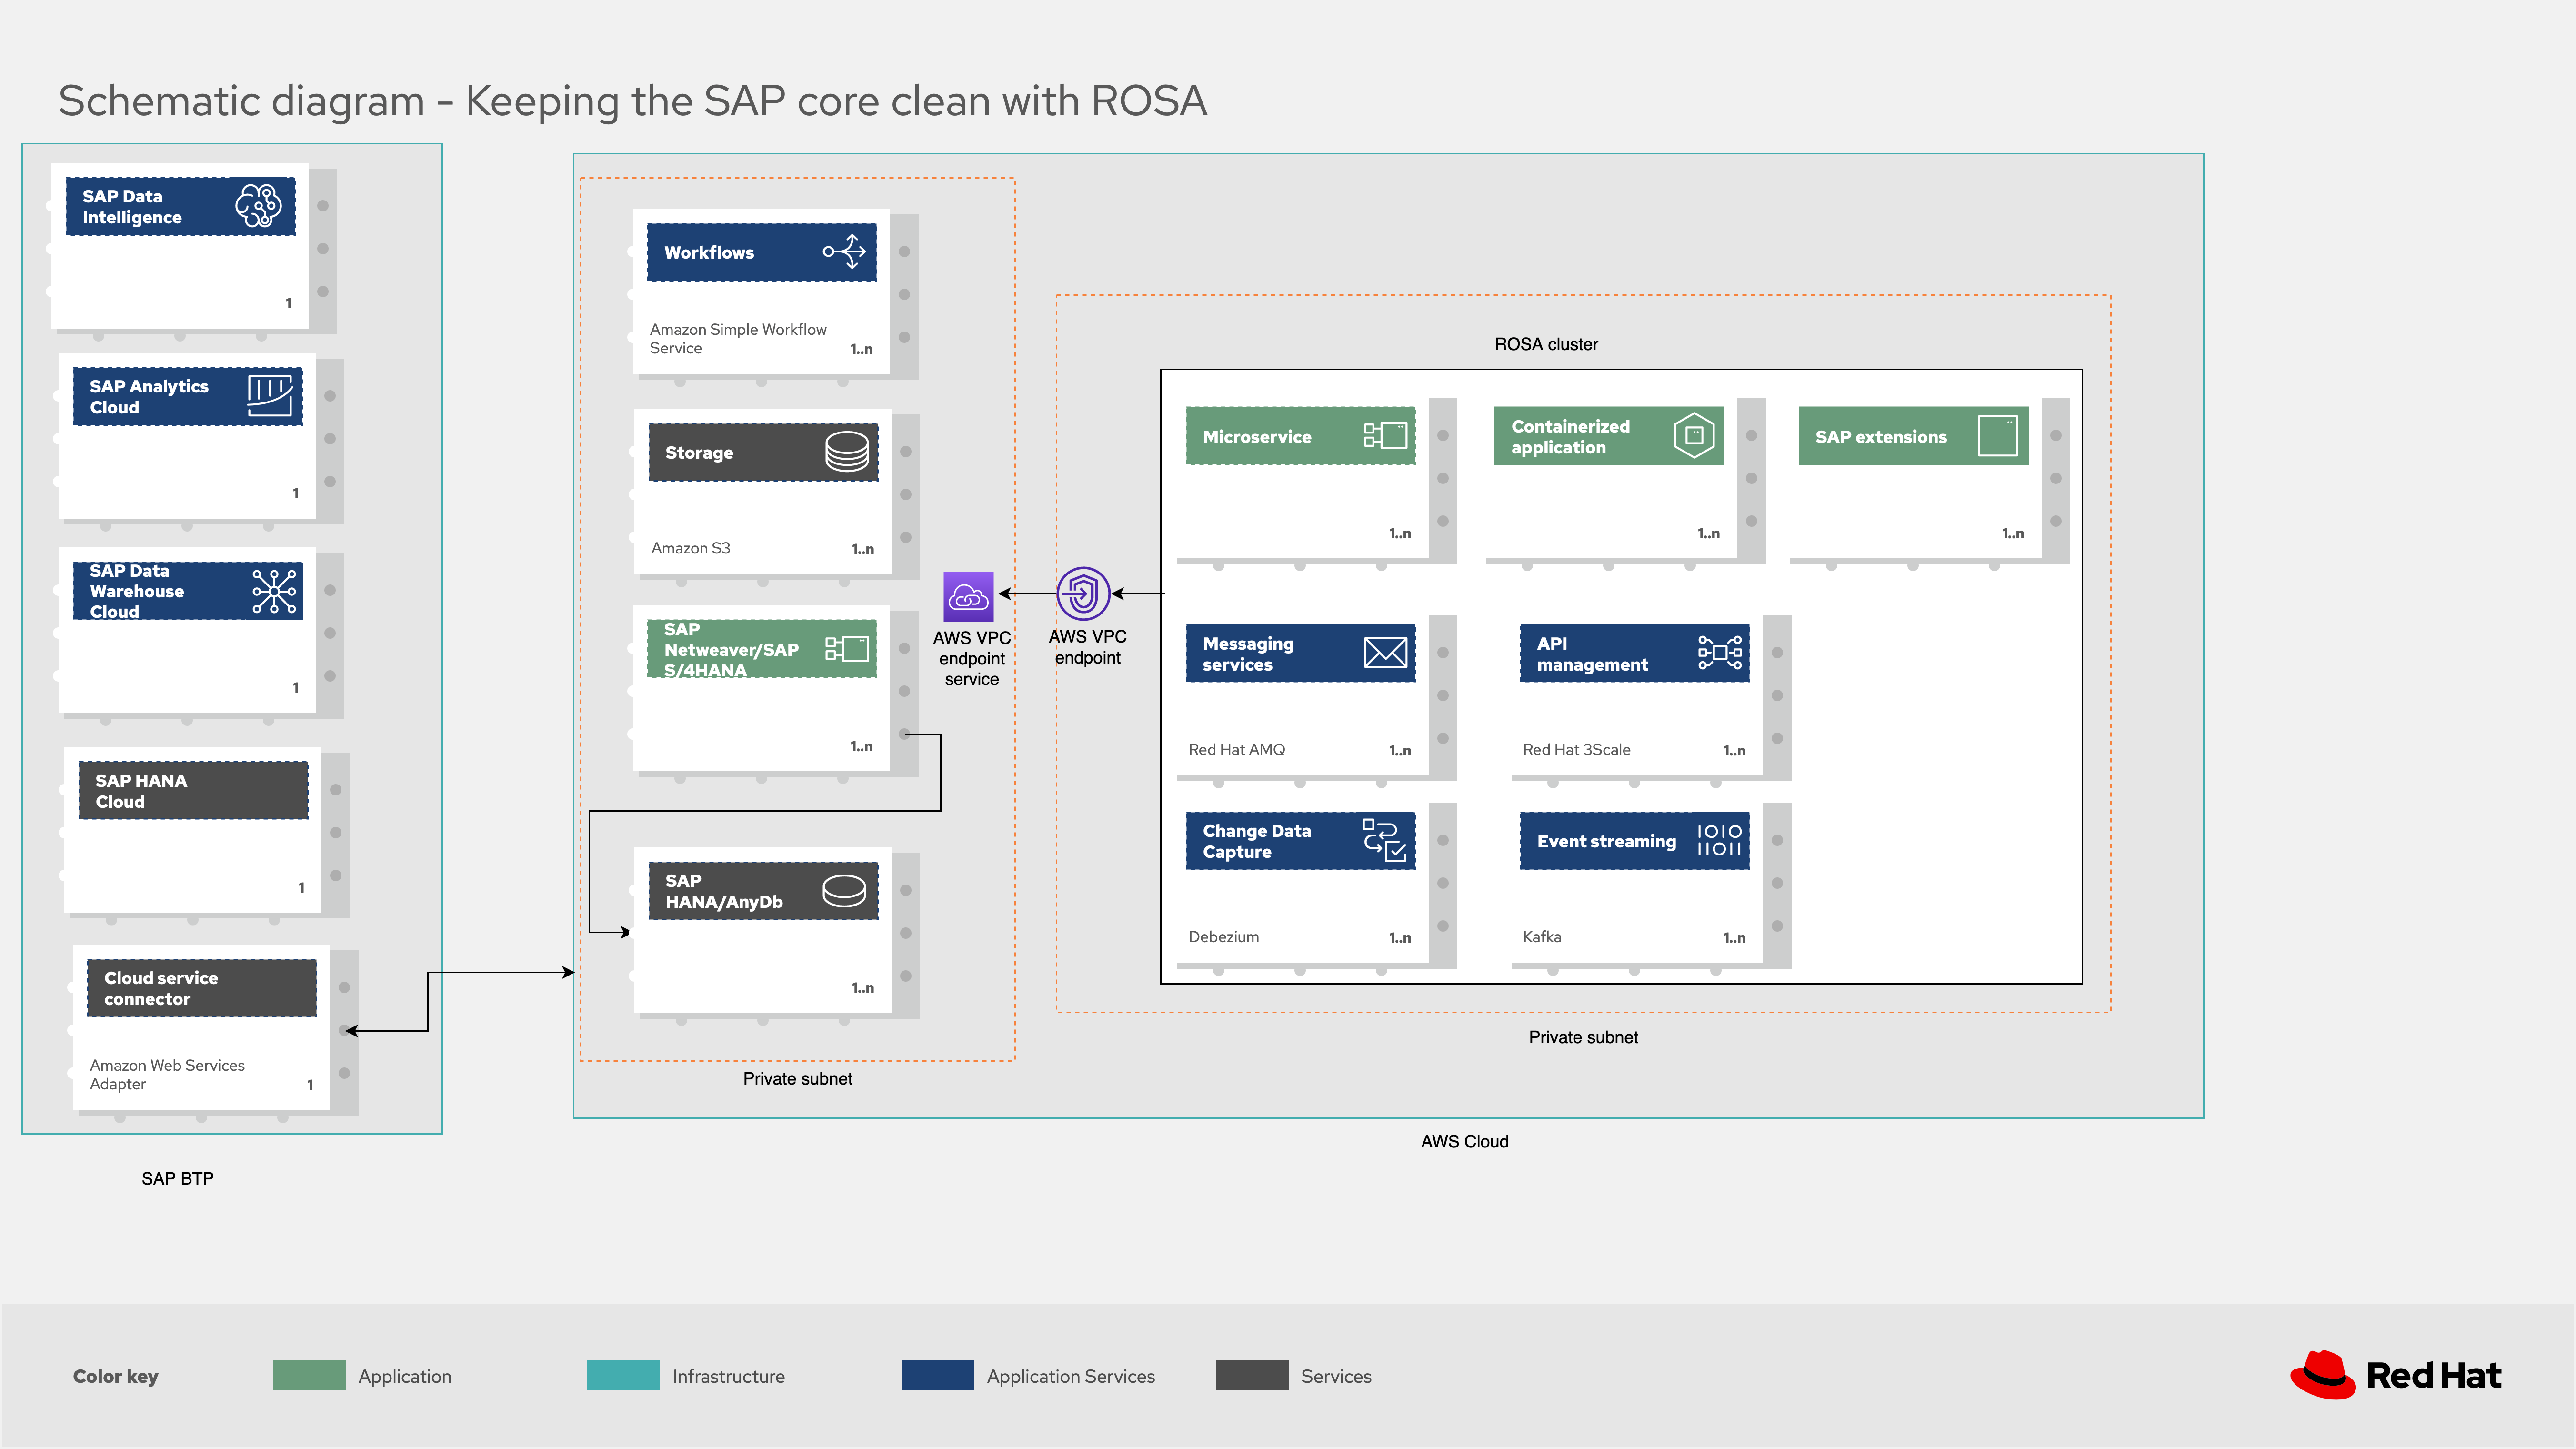 Schematic diagram - Keeping the SAP core clean with ROSA
SAP Data
Intelligence
1
SAP Analytics
Cloud
1
SAP Data
Warehouse
Cloud
1
SAP HANA
Cloud
1
Cloud service
connector
Amazon Web Services
Adapter
1
SAP BTP
Workflows
Amazon Simple Workflow
Service
1..n
Storage
Amazon S3
1..n
SAP
Netweaver/SAP
S/4HANA
1..n
SAP
HANA/AnyDb
1..n
Private subnet
AWS VPC
endpoint
service
AWS VPC
endpoint
ROSA cluster
Microservice
1..n
Containerized
application
1..n
SAP extensions
1..n
Messaging
services
Red Hat AMQ
1..n
API
management
Red Hat 3Scale
1..n
Change Data
Capture
Debezium
1..n
Event streaming
Kafka
1..n
Private subnet
AWS Cloud
Color key
Application
Infrastructure
Application Services
Services
Red Hat